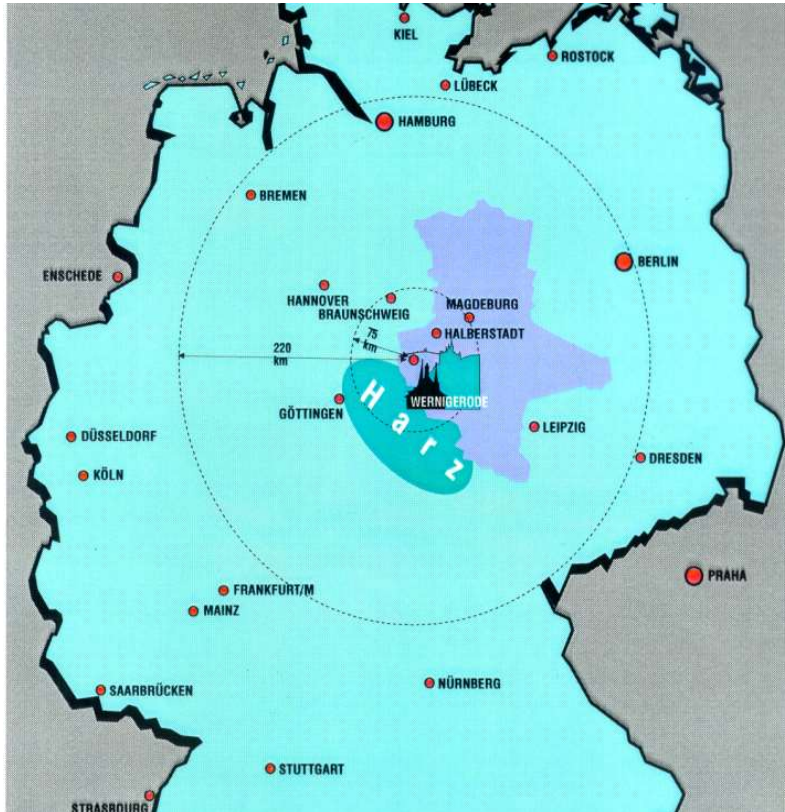 KIEL
ROSTOCK
LÜBECK
HAMBURG
BREMEN
BERLIN
ENSCHEDE
HANNOVER
BRAUNSCHWEIG
MAGDEBURG
HALBERSTADT
75
km
220
km
WERNIGERODE
Harz
GÖTTINGEN
LEIPZIG
DÜSSELDORF
DRESDEN
KÖLN
PRAHA
FRANKFURT/M
MAINZ
SAARBRÜCKEN
NÜRNBERG
STUTTGART
STRASBOURG